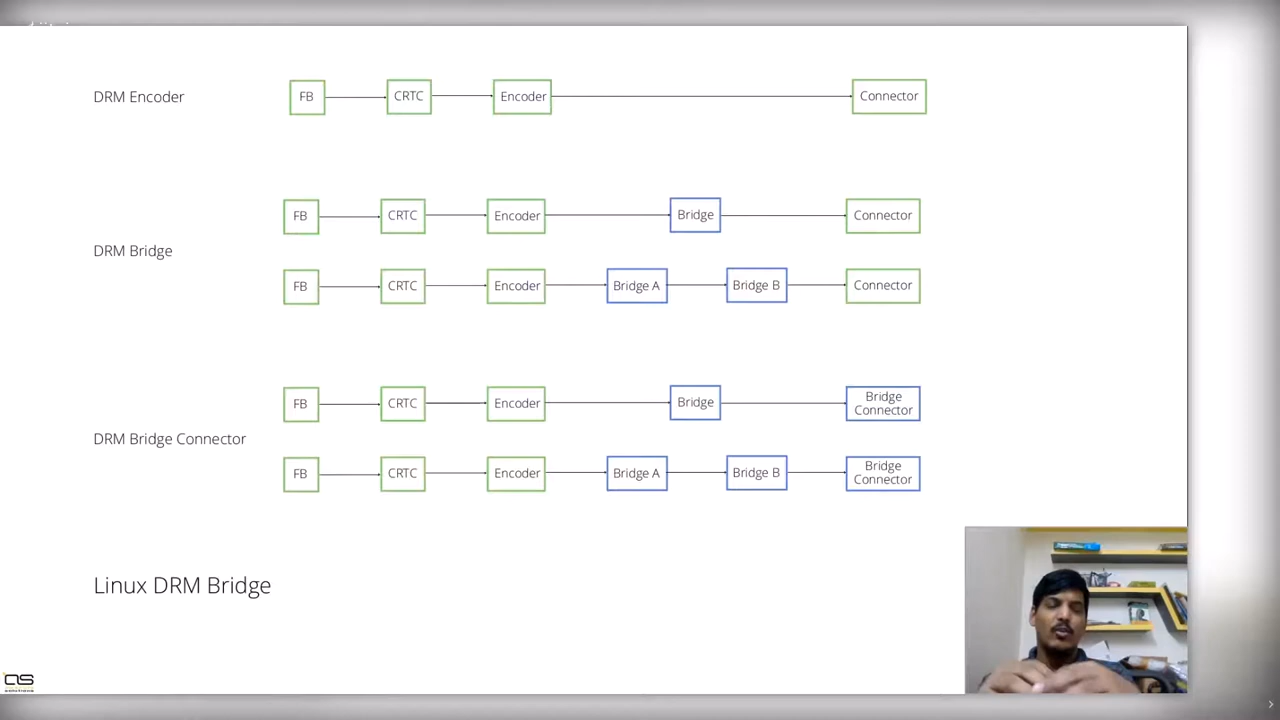 DRM Encoder
FB
CRTC
Encoder
Connector
FB
CRTC
Encoder
Bridge
Connector
DRM Bridge
FB
CRTC
Encoder
Bridge A
Bridge B
Connector
FB
CRTC
Encoder
Bridge
Bridge
Connector
DRM Bridge Connector
FB
CRTC
Encoder
Bridge A
Bridge B
Bridge
Connector
Linux DRM Bridge
solutions